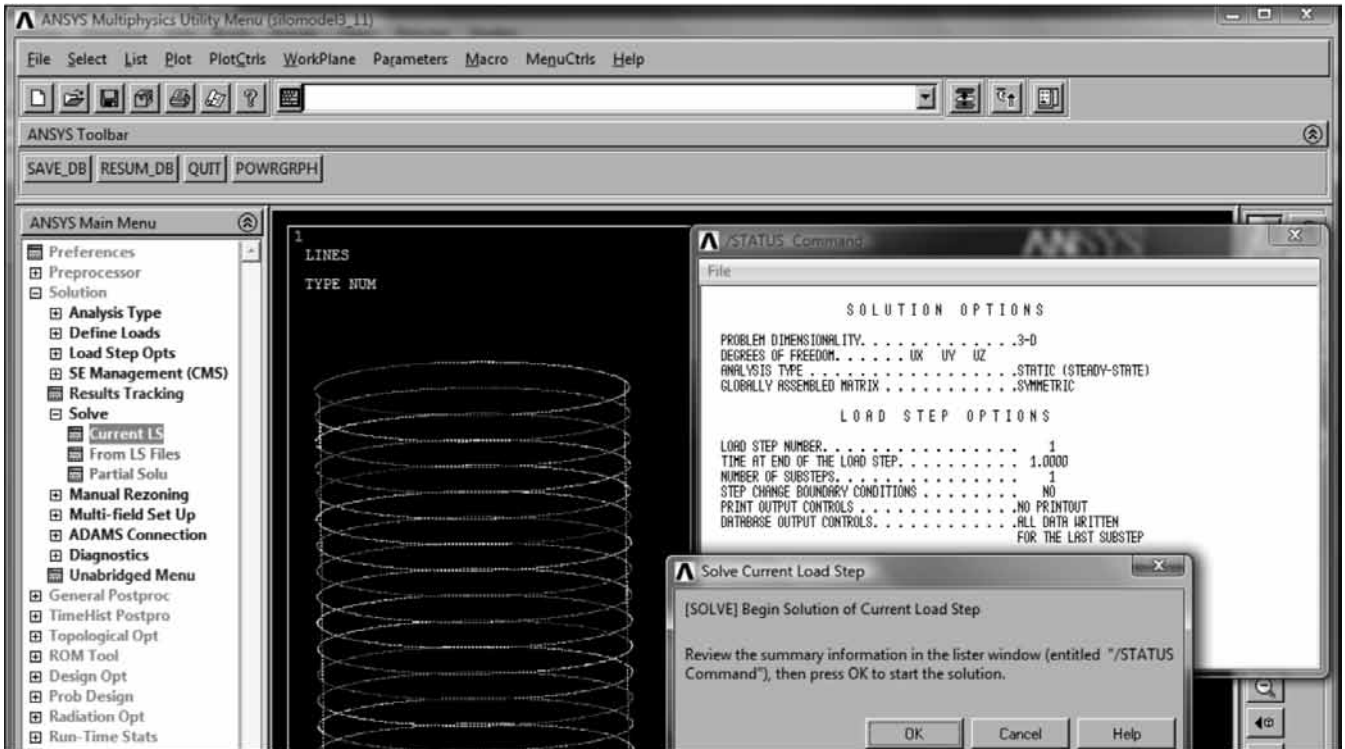 ANSYS Multiphysics Utility Menu (silomodel3_11)
File Select List Plot PlotCtrls WorkPlane Parameters Macro MenuCtrls Help
ANSYS Toolbar
SAVE_DB RESUM_DB QUIT POWRGRPH
ANSYS Main Menu
Preferences
Preprocessor
Solution
Analysis Type
Define Loads
Load Step Opts
SE Management (CMS)
Results Tracking
Solve
Current LS
From LS Files
Partial Solu
Manual Rezoning
Multi-field Set Up
ADAMS Connection
Diagnostics
Unabridged Menu
General Postproc
TimeHist Postpro
Topological Opt
ROM Tool
Design Opt
Prob Design
Radiation Opt
Run-Time Stats
1
LINES
TYPE NUM
ANSYS
/STATUS Command
File
SOLUTION OPTIONS
PROBLEM DIMENSIONALITY. . . . . . . . . . . . .3-D
DEGREES OF FREEDOM. . . . . . UX UY UZ
ANALYSIS TYPE . . . . . . . . . . . . . . . . .STATIC (STEADY-STATE)
GLOBALLY ASSEMBLED MATRIX . . . . . . . . . . .SYMMETRIC
LOAD STEP OPTIONS
LOAD STEP NUMBER. . . . . . . . . . . . . . . . 1
TIME AT END OF THE LOAD STEP. . . . . . . . . . 1.0000
NUMBER OF SUBSTEPS. . . . . . . . . . . . . . . 1
STEP CHANGE BOUNDARY CONDITIONS . . . . . . . . NO
PRINT OUTPUT CONTROLS . . . . . . . . . . . . .NO PRINTOUT
DATABASE OUTPUT CONTROLS. . . . . . . . . . . .ALL DATA WRITTEN
FOR THE LAST SUBSTEP
Solve Current Load Step
[SOLVE] Begin Solution of Current Load Step
Review the summary information in the lister window (entitled "/STATUS
Command"), then press OK to start the solution.
OK Cancel Help